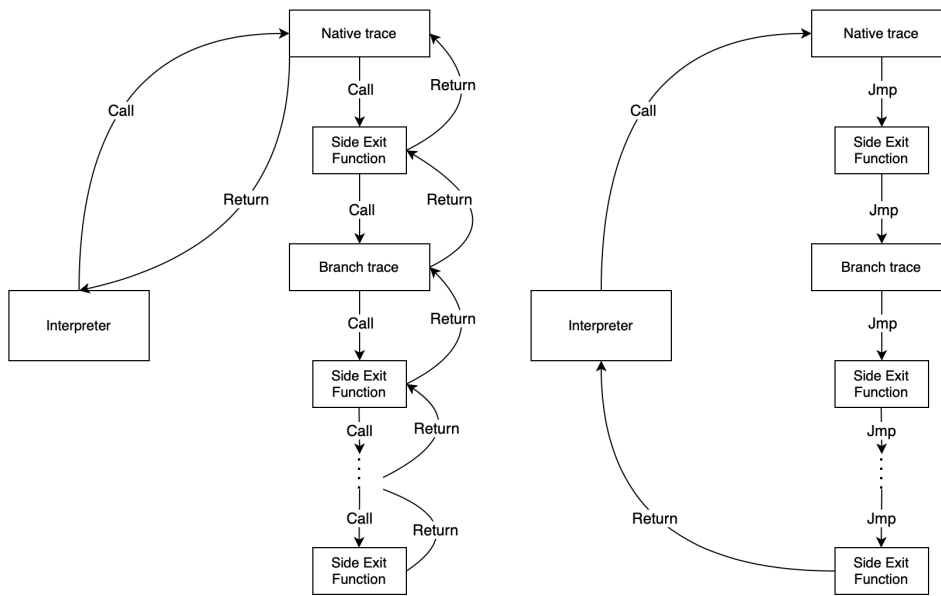 Native trace
Call
Return
Side Exit
Function
Call
Return
Call
Return
Branch trace
Interpreter
Call
Return
Side Exit
Function
Call
Return
Call
Return
Side Exit
Function
Native trace
Jmp
Call
Side Exit
Function
Jmp
Branch trace
Interpreter
Jmp
Side Exit
Function
Jmp
Jmp
Return
Side Exit
Function